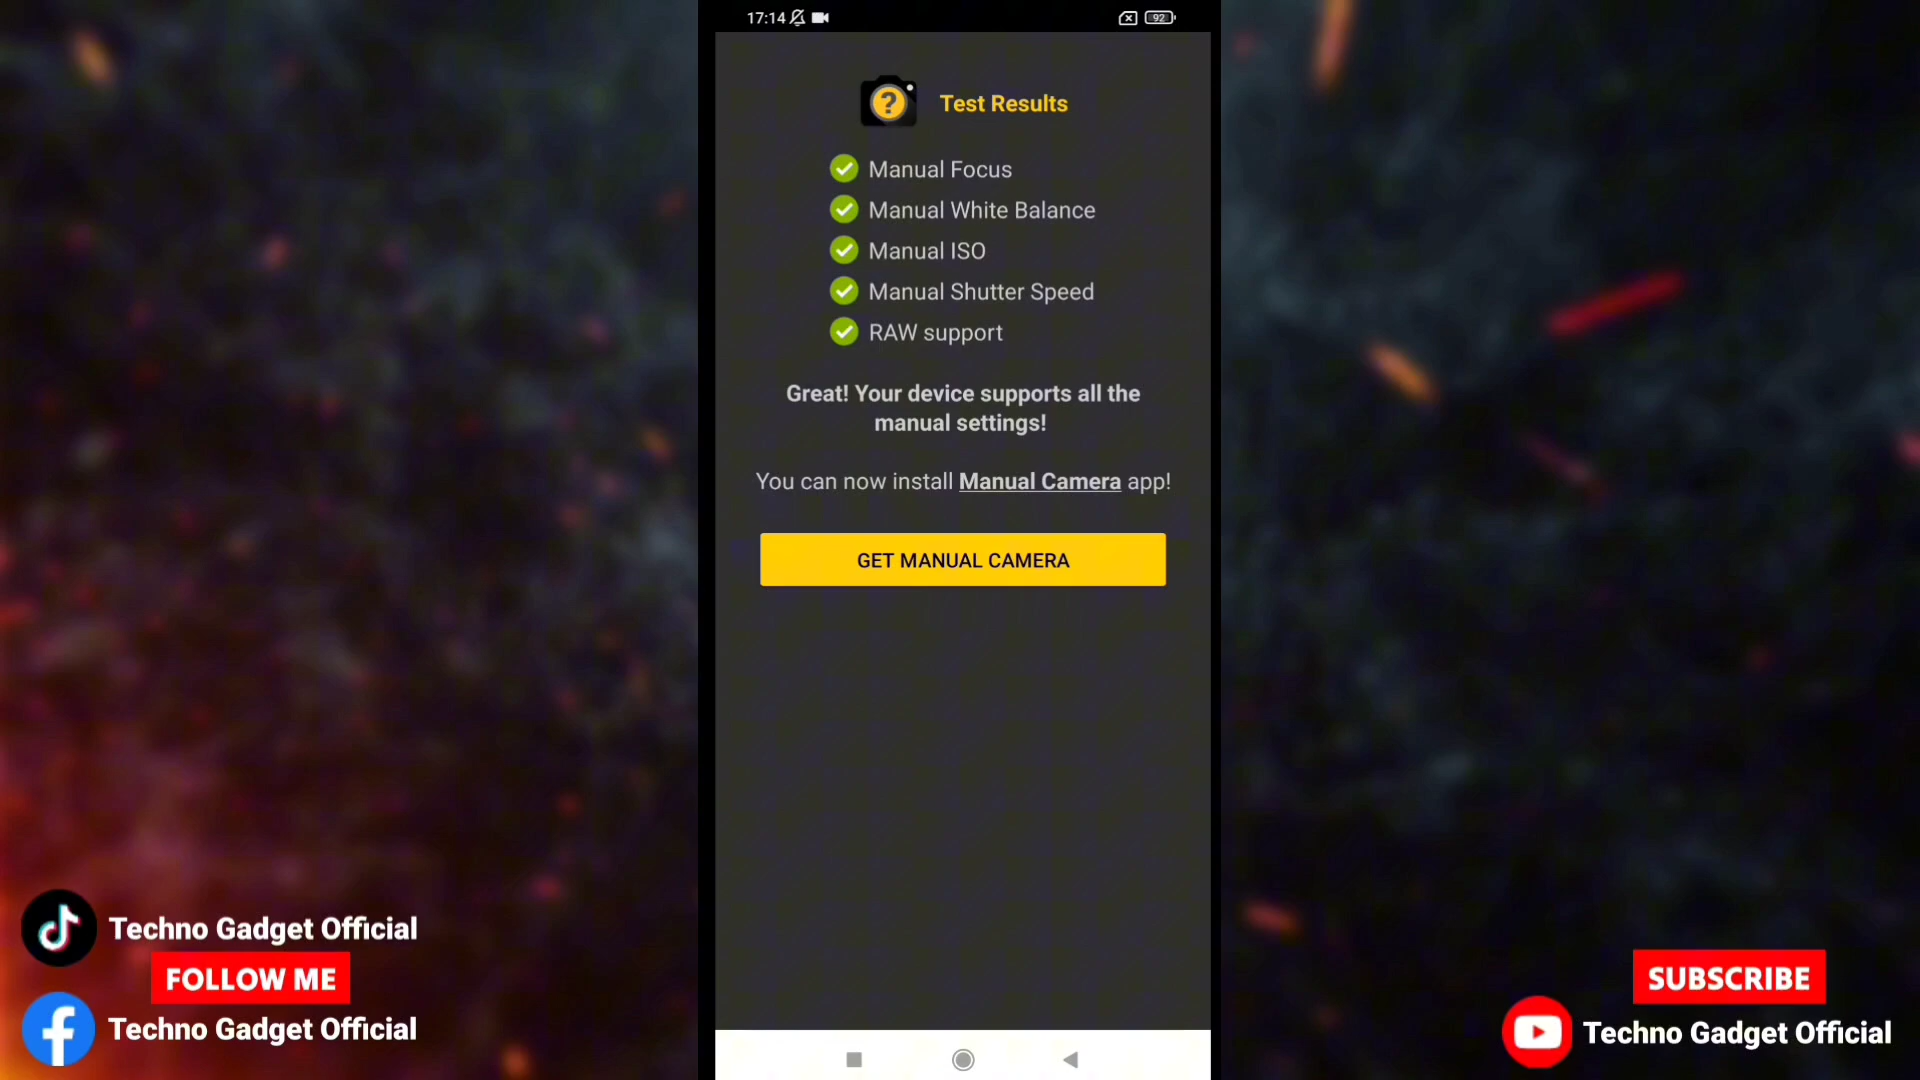 17:14
92
Test Results
Manual Focus
Manual White Balance
Manual ISO
Manual Shutter Speed
RAW support
Great! Your device supports all the
manual settings!
You can now install Manual Camera app!
GET MANUAL CAMERA
Techno Gadget Official
FOLLOW ME
Techno Gadget Official
SUBSCRIBE
Techno Gadget Official